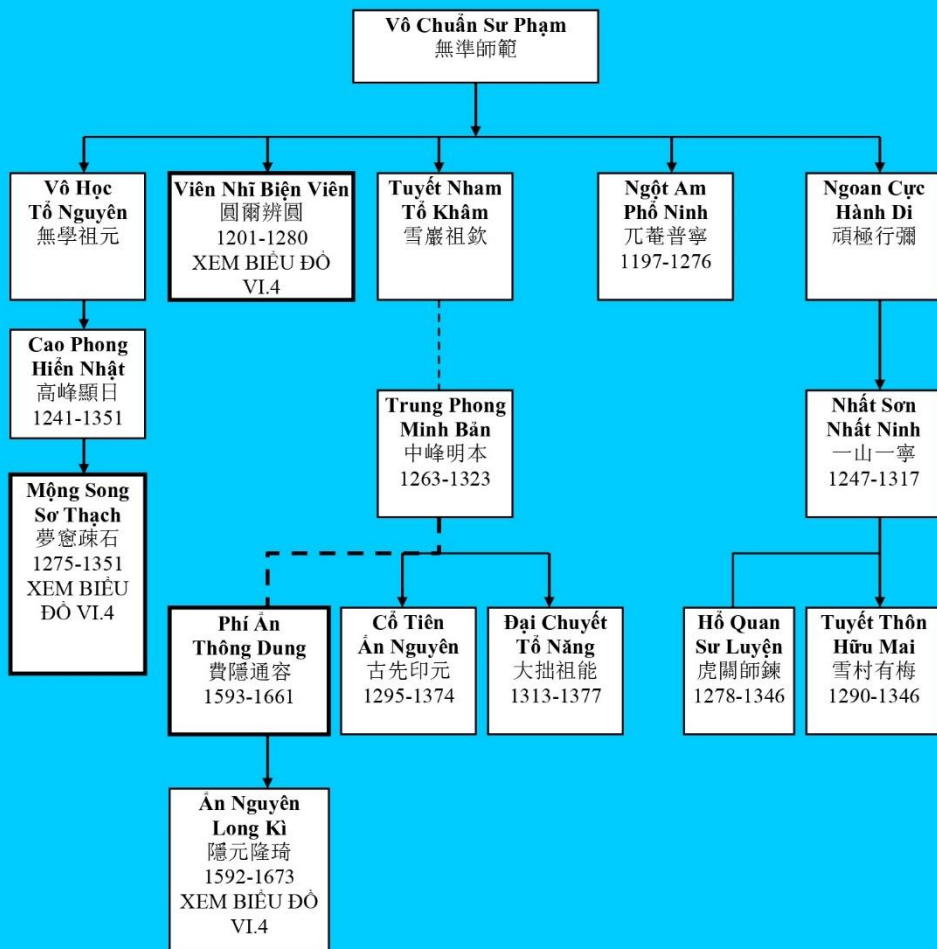 Vô Chuẩn Sư Phạm
無準師範
Vô Học
Tổ Nguyên
無學祖元
Viên Nhĩ Biện Viên
圓爾辨圓
1201-1280
XEM BIỂU ĐỒ
VI.4
Tuyết Nham
Tổ Khâm
雪巖祖欽
Ngột Am
Phổ Ninh
兀菴普寧
1197-1276
Ngoan Cực
Hành Di
頑極行彌
Cao Phong
Hiển Nhật
高峰顯日
1241-1351
Trung Phong
Minh Bản
中峰明本
1263-1323
Nhất Sơn
Nhất Ninh
一山一寧
1247-1317
Mộng Song
Sơ Thạch
夢窓疎石
1275-1351
XEM BIỂU
ĐỒ VI.4
Phí Ẩn
Thông Dung
費隱通容
1593-1661
Cổ Tiên
Ấn Nguyên
古先印元
1295-1374
Đại Chuyết
Tổ Năng
大拙祖能
1313-1377
Hổ Quan
Sư Luyện
虎關師鍊
1278-1346
Tuyết Thôn
Hữu Mai
雪村有梅
1290-1346
Ẩn Nguyên
Long Kì
隱元隆琦
1592-1673
XEM BIỂU ĐỒ
VI.4